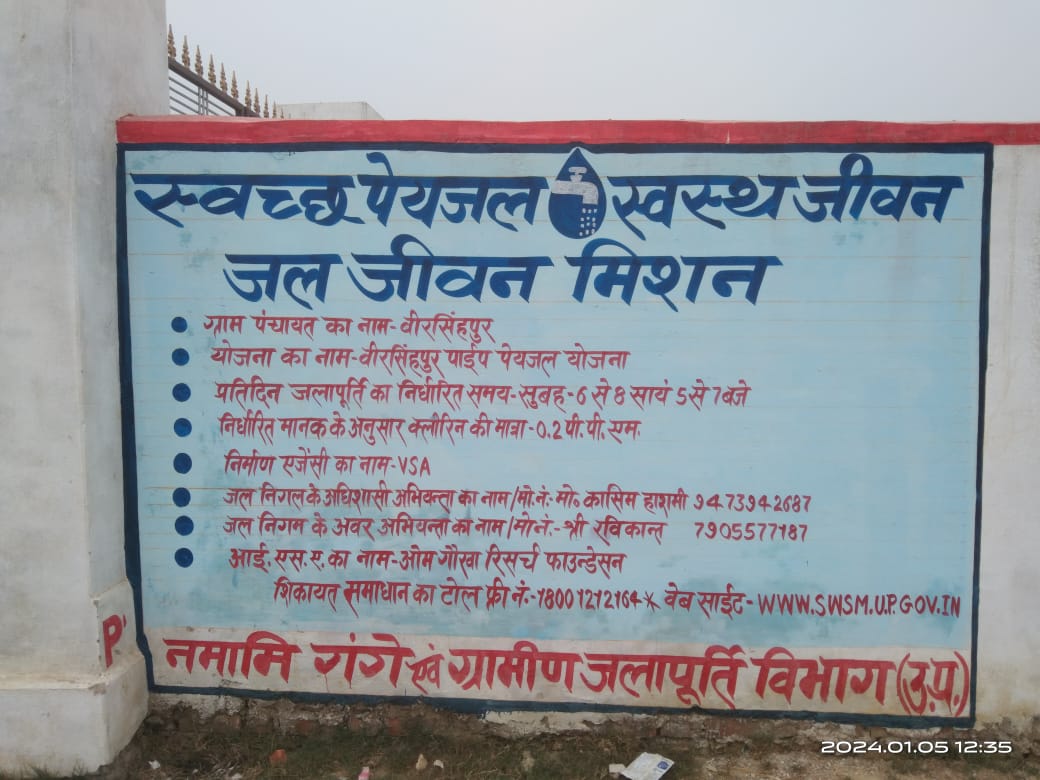 स्वच्छ पेयजल स्वस्थ जीवन
जल जीवन मिशन
ग्राम पंचायत का नाम-वीरसिंहपुर
योजना का नाम-वीरसिंहपुर पाईप पेयजल योजना
प्रतिदिन जलापूर्ति का निर्धारित समय-सुबह-6 से 8 सायं 5 से 7 बजे
निर्धारित मानक के अनुसार क्लीरिन की मात्रा-0.2 पी.पी.एम.
निर्माण एजेंसी का नाम-VSA
जल निगल के अधिशासी अभियन्ता का नाम/मो.नं- मो० कासिम हाशमी 9473942687
जल निगम के अवर अभियन्ता का नाम/मो.नं.-श्री रविकान्त 7905577187
आई.एस.ए. का नाम-ओम गौरवा रिसर्च फाउन्डेसन
शिकायत समाधान का टोल फ्री नं.-18001212164* वेब साईट-WWW.SWSM.U.P.GOV.IN
नमामि गंगे एवं ग्रामीण जलापूर्ति विभाग (उ.प्र.)
P
2024.01.05 12:35